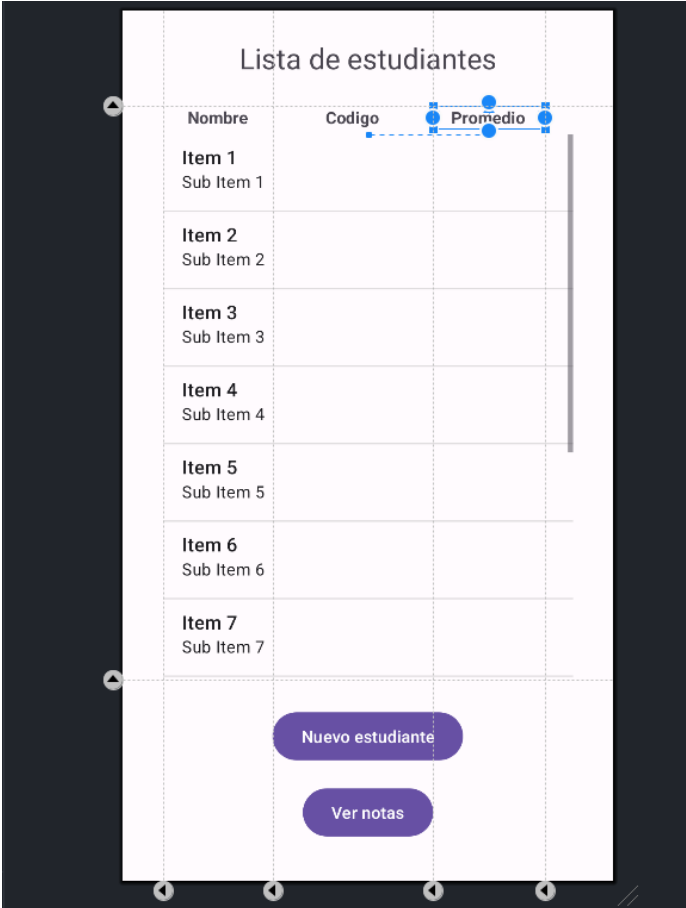 Lista de estudiantes
Nombre Codigo Promedio
Item 1
Sub Item 1
Item 2
Sub Item 2
Item 3
Sub Item 3
Item 4
Sub Item 4
Item 5
Sub Item 5
Item 6
Sub Item 6
Item 7
Sub Item 7
Nuevo estudiante
Ver notas